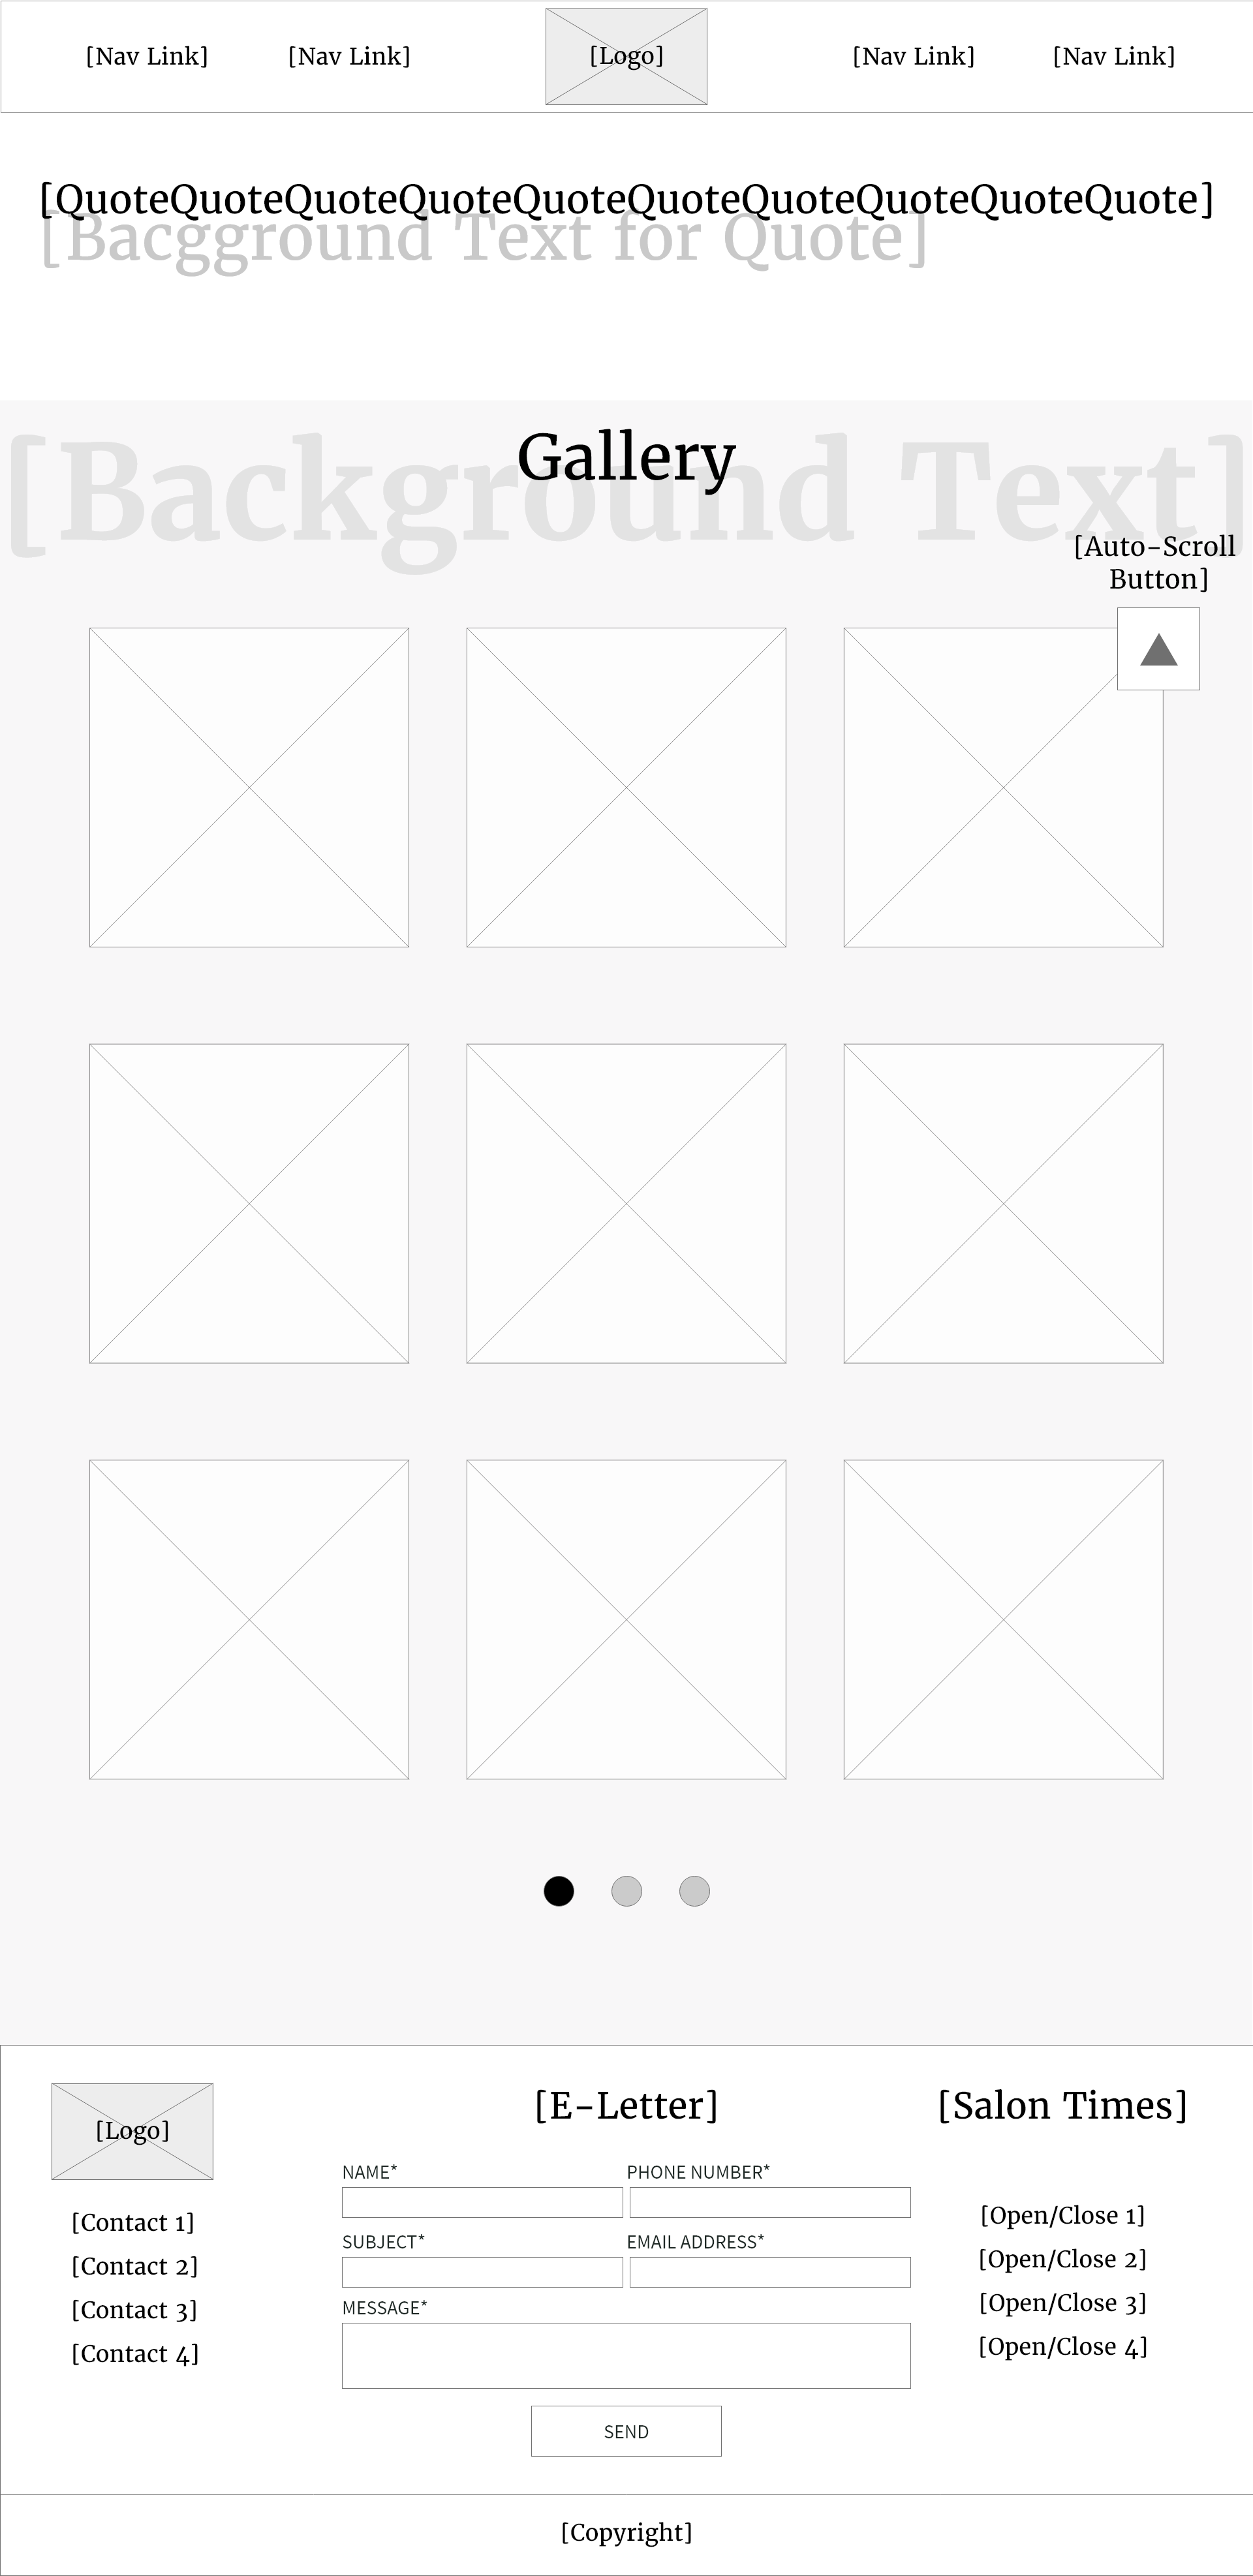 [Nav Link] [Nav Link] [Logo] [Nav Link] [Nav Link]
[QuoteQuoteQuoteQuoteQuoteQuoteQuoteQuoteQuoteQuote]
[Bacgground Text for Quote]
Gallery
[Background Text]
[Auto-Scroll
Button]
[Logo]
[Contact 1]
[Contact 2]
[Contact 3]
[Contact 4]
[E-Letter]
NAME* PHONE NUMBER*
SUBJECT* EMAIL ADDRESS*
MESSAGE*
SEND
[Salon Times]
[Open/Close 1]
[Open/Close 2]
[Open/Close 3]
[Open/Close 4]
[Copyright]